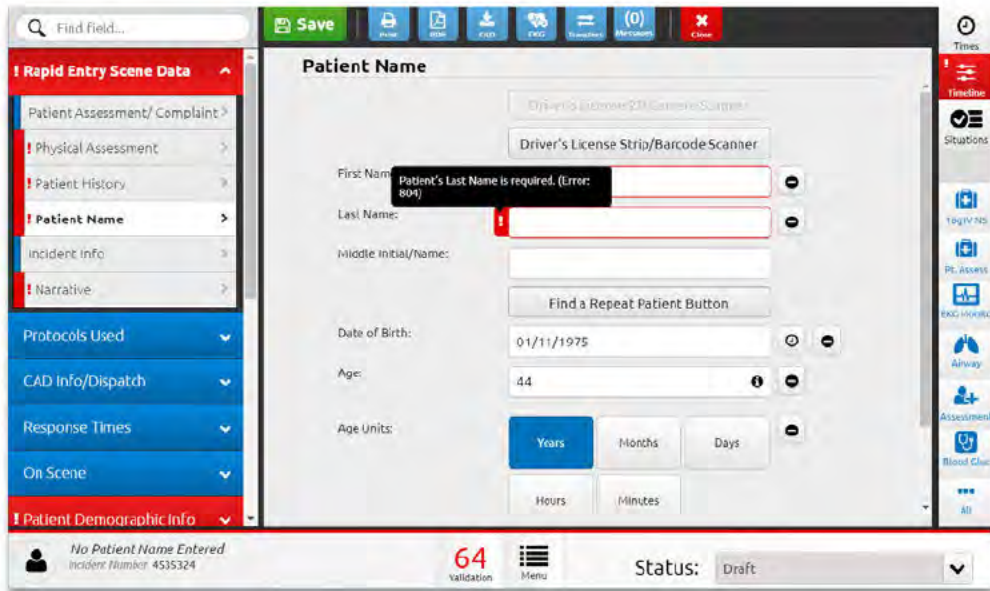 Find field...
Save
Print
PDF
CAD
EKG
Transfers
(0)
Messages
Close
Times
! Rapid Entry Scene Data
Patient Assessment/ Complaint
! Physical Assessment
! Patient History
! Patient Name
Incident Info
! Narrative
Protocols Used
CAD Info/Dispatch
Response Times
On Scene
! Patient Demographic Info
Patient Name
Driver's License Strip/Barcode Scanner
First Nam
Patient's Last Name is required. (Error:
804)
Last Name:
!
Middle Initial/Name:
Find a Repeat Patient Button
Date of Birth:
01/11/1975
Age:
44
Age Units:
Years
Months
Days
Hours
Minutes
!
Timeline
Situations
Pt. Assess
Airway
Assessment
Blood Gluc
All
No Patient Name Entered
Incident Number 4535324
64
Validation
Menu
Status:
Draft